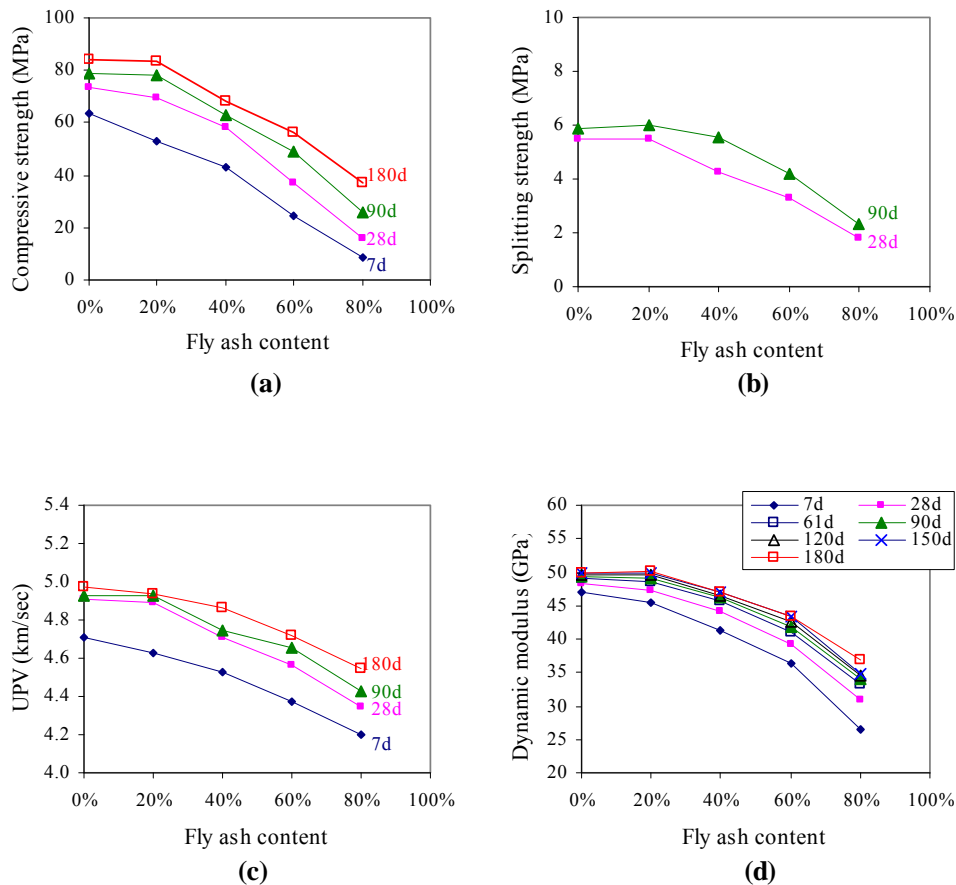 100
80
60
40
20
0
Compressive strength (MPa)
180d
90d
28d
7d
0% 20% 40% 60% 80% 100%
Fly ash content
(a)
10
8
6
4
2
0
Splitting strength (MPa)
90d
28d
0% 20% 40% 60% 80% 100%
Fly ash content
(b)
5.4
5.0
4.8
4.6
4.4
4.2
4.0
UPV (km/sec)
180d
90d
28d
7d
0% 20% 40% 60% 80% 100%
Fly ash content
(c)
60
55
50
45
40
35
30
25
20
Dynamic modulus (GPa)
7d 28d
61d 90d
120d 150d
180d
0% 20% 40% 60% 80% 100%
Fly ash content
(d)